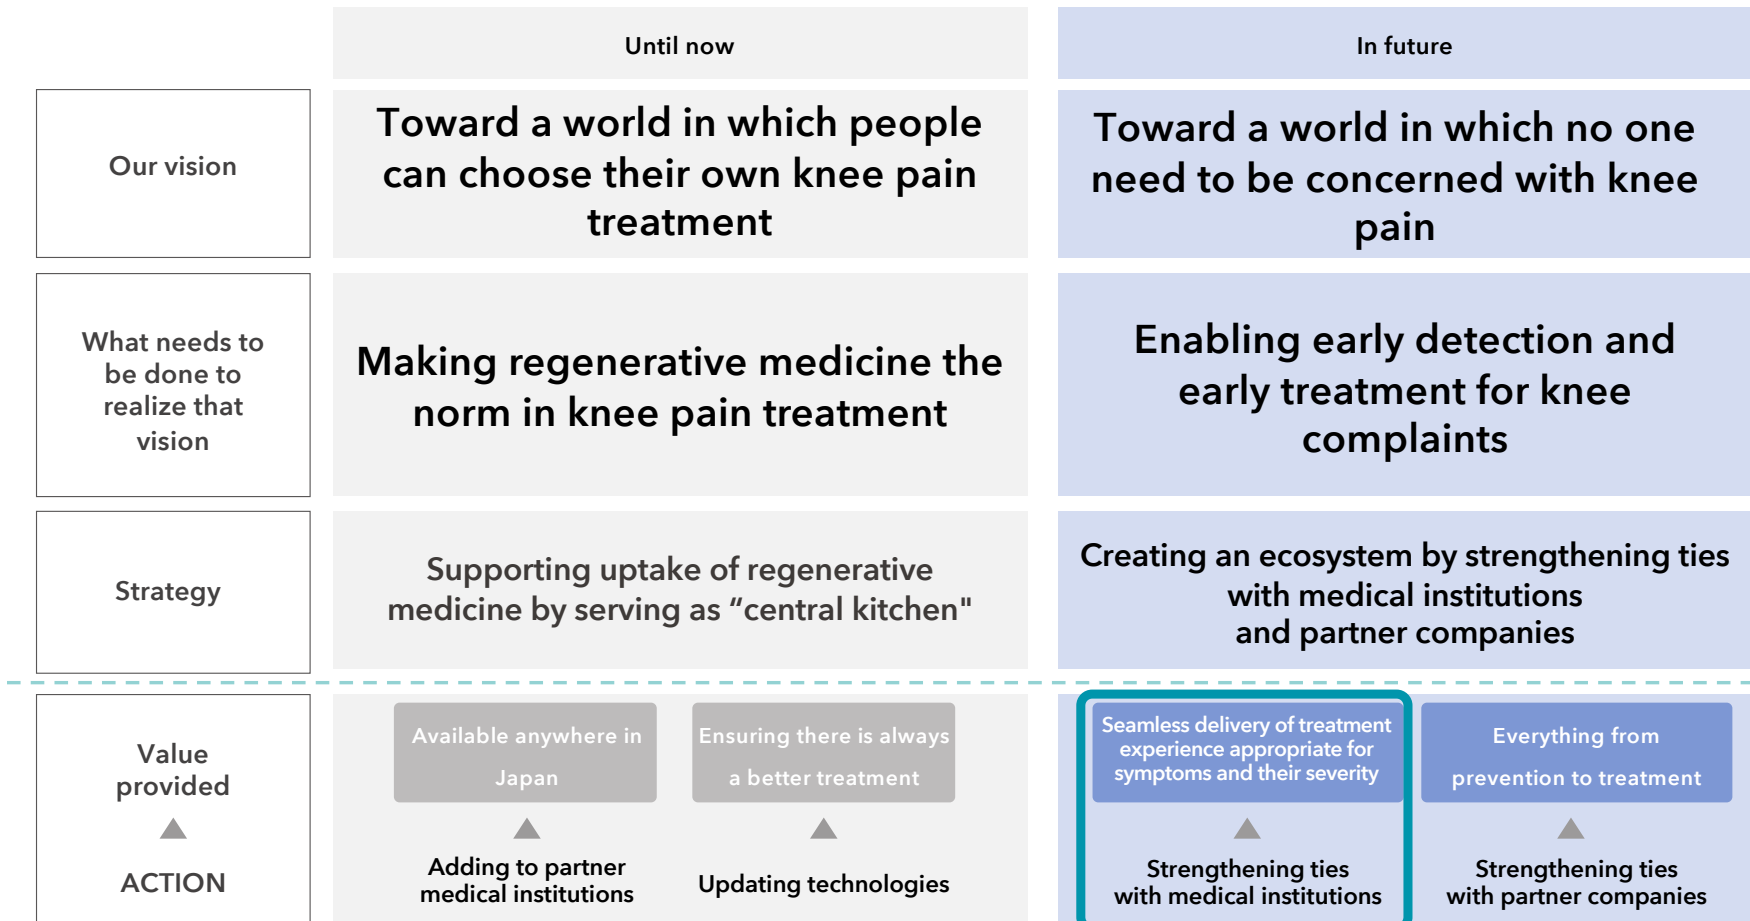 Until now
In future
Our vision
Toward a world in which people
can choose their own knee pain
treatment
Toward a world in which no one
need to be concerned with knee
pain
What needs to
be done to
realize that
vision
Making regenerative medicine the
norm in knee pain treatment
Enabling early detection and
early treatment for knee
complaints
Strategy
Supporting uptake of regenerative
medicine by serving as “central kitchen"
Creating an ecosystem by strengthening ties
with medical institutions
and partner companies
Value
provided
ACTION
Available anywhere in
Japan
Adding to partner
medical institutions
Ensuring there is always
a better treatment
Updating technologies
Seamless delivery of treatment
experience appropriate for
symptoms and their severity
Strengthening ties
with medical institutions
Everything from
prevention to treatment
Strengthening ties
with partner companies